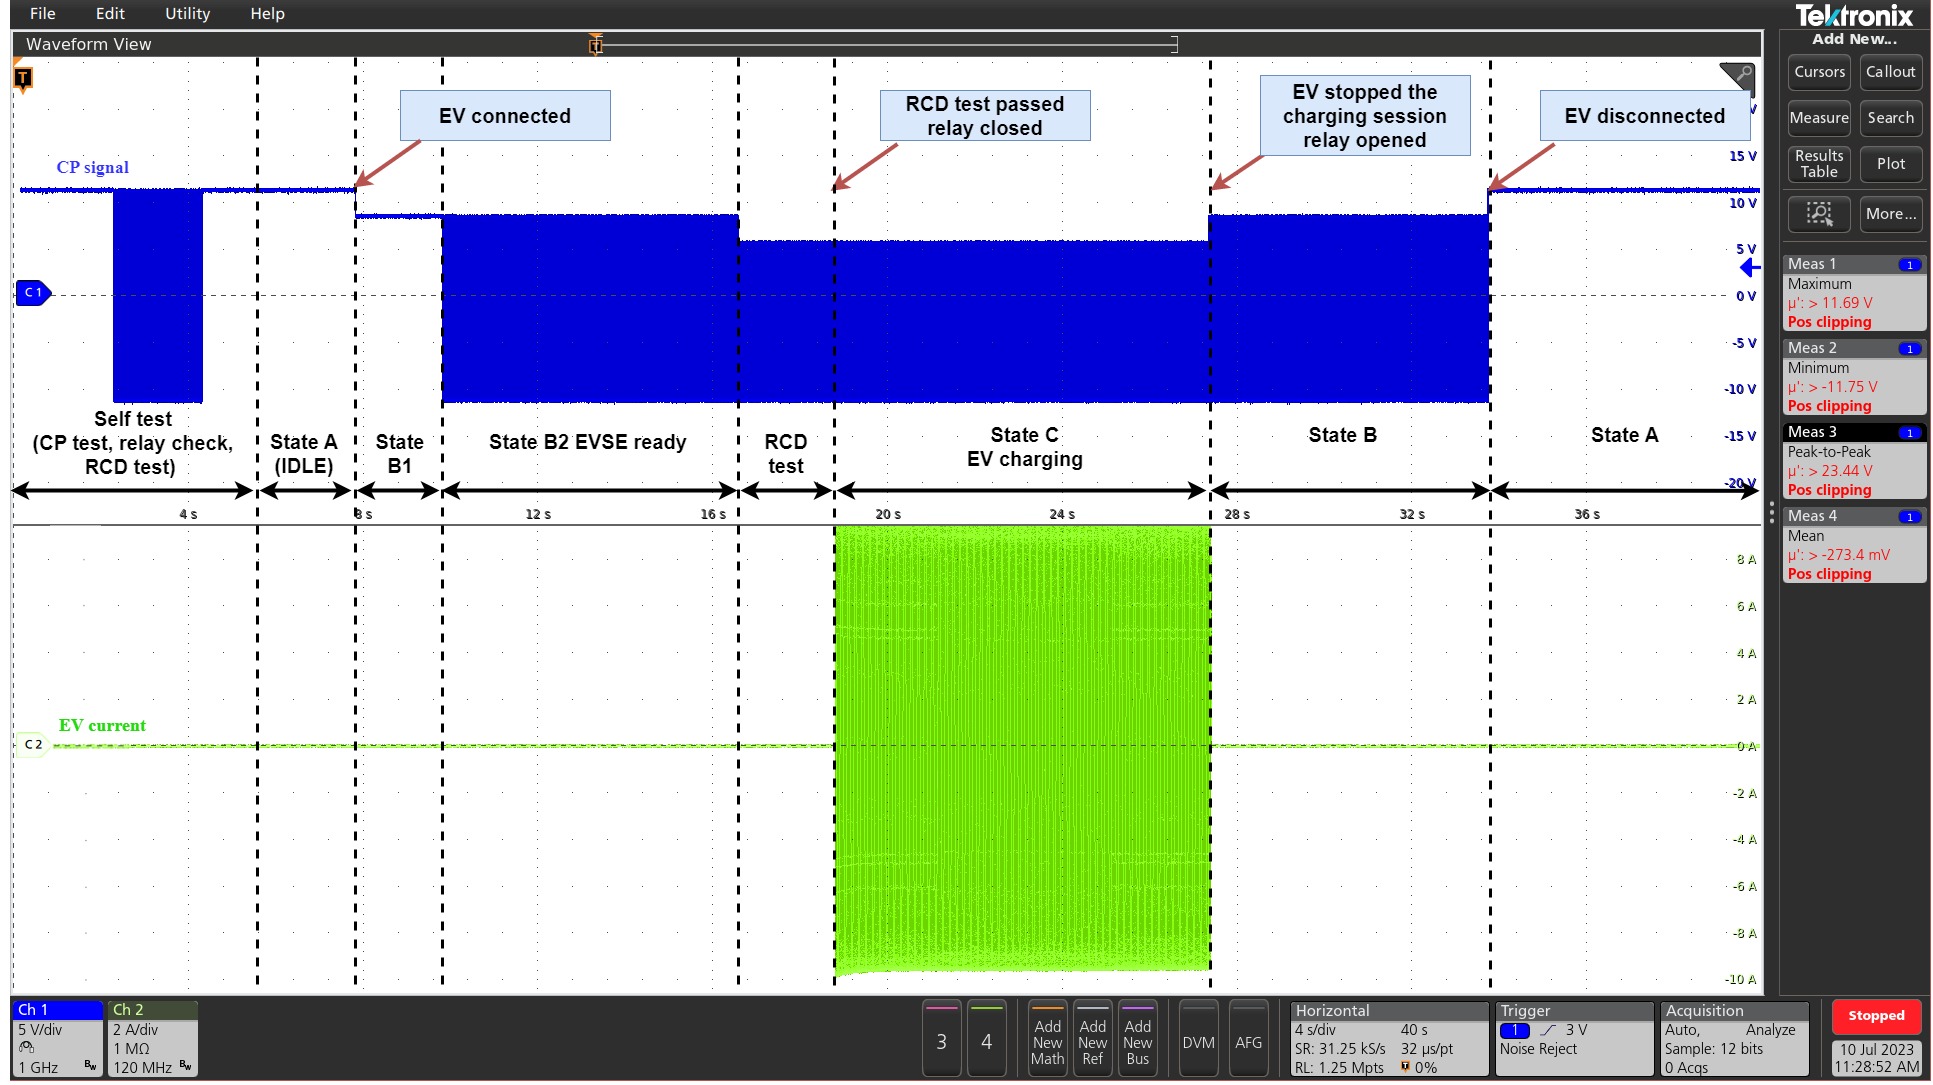 File Edit Utility Help
Tektronix
Waveform View
Add New...
Cursors Callout
Measure Search
Results Table Plot
More...
T
T
EV connected
RCD test passed
relay closed
EV stopped the
charging session
relay opened
EV disconnected
CP signal
V
15 V
10 V
5 V
0 V
-5 V
-10 V
-15 V
-20 V
C 1
Self test
(CP test, relay check,
RCD test)
State A
(IDLE)
State
B1
State B2 EVSE ready
RCD
test
State C
EV charging
State B
State A
4 s 8 s 12 s 16 s 20 s 24 s 28 s 32 s 36 s
8 A
6 A
4 A
2 A
0 A
-2 A
-4 A
-6 A
-8 A
-10 A
EV current
C 2
Meas 1 1
Maximum
µ': > 11.69 V
Pos clipping
Meas 2 1
Minimum
µ': > -11.75 V
Pos clipping
Meas 3 1
Peak-to-Peak
µ': > 23.44 V
Pos clipping
Meas 4 1
Mean
µ': > -273.4 mV
Pos clipping
Ch 1
5 V/div
1 GHz Bw
Ch 2
2 A/div
1 MΩ
120 MHz Bw
3
4
Add
New
Math
Add
New
Ref
Add
New
Bus
DVM
AFG
Horizontal
4 s/div 40 s
SR: 31.25 kS/s 32 µs/pt
RL: 1.25 Mpts T 0%
Trigger
1 3 V
Noise Reject
Acquisition
Auto, Analyze
Sample: 12 bits
0 Acqs
Stopped
10 Jul 2023
11:28:52 AM